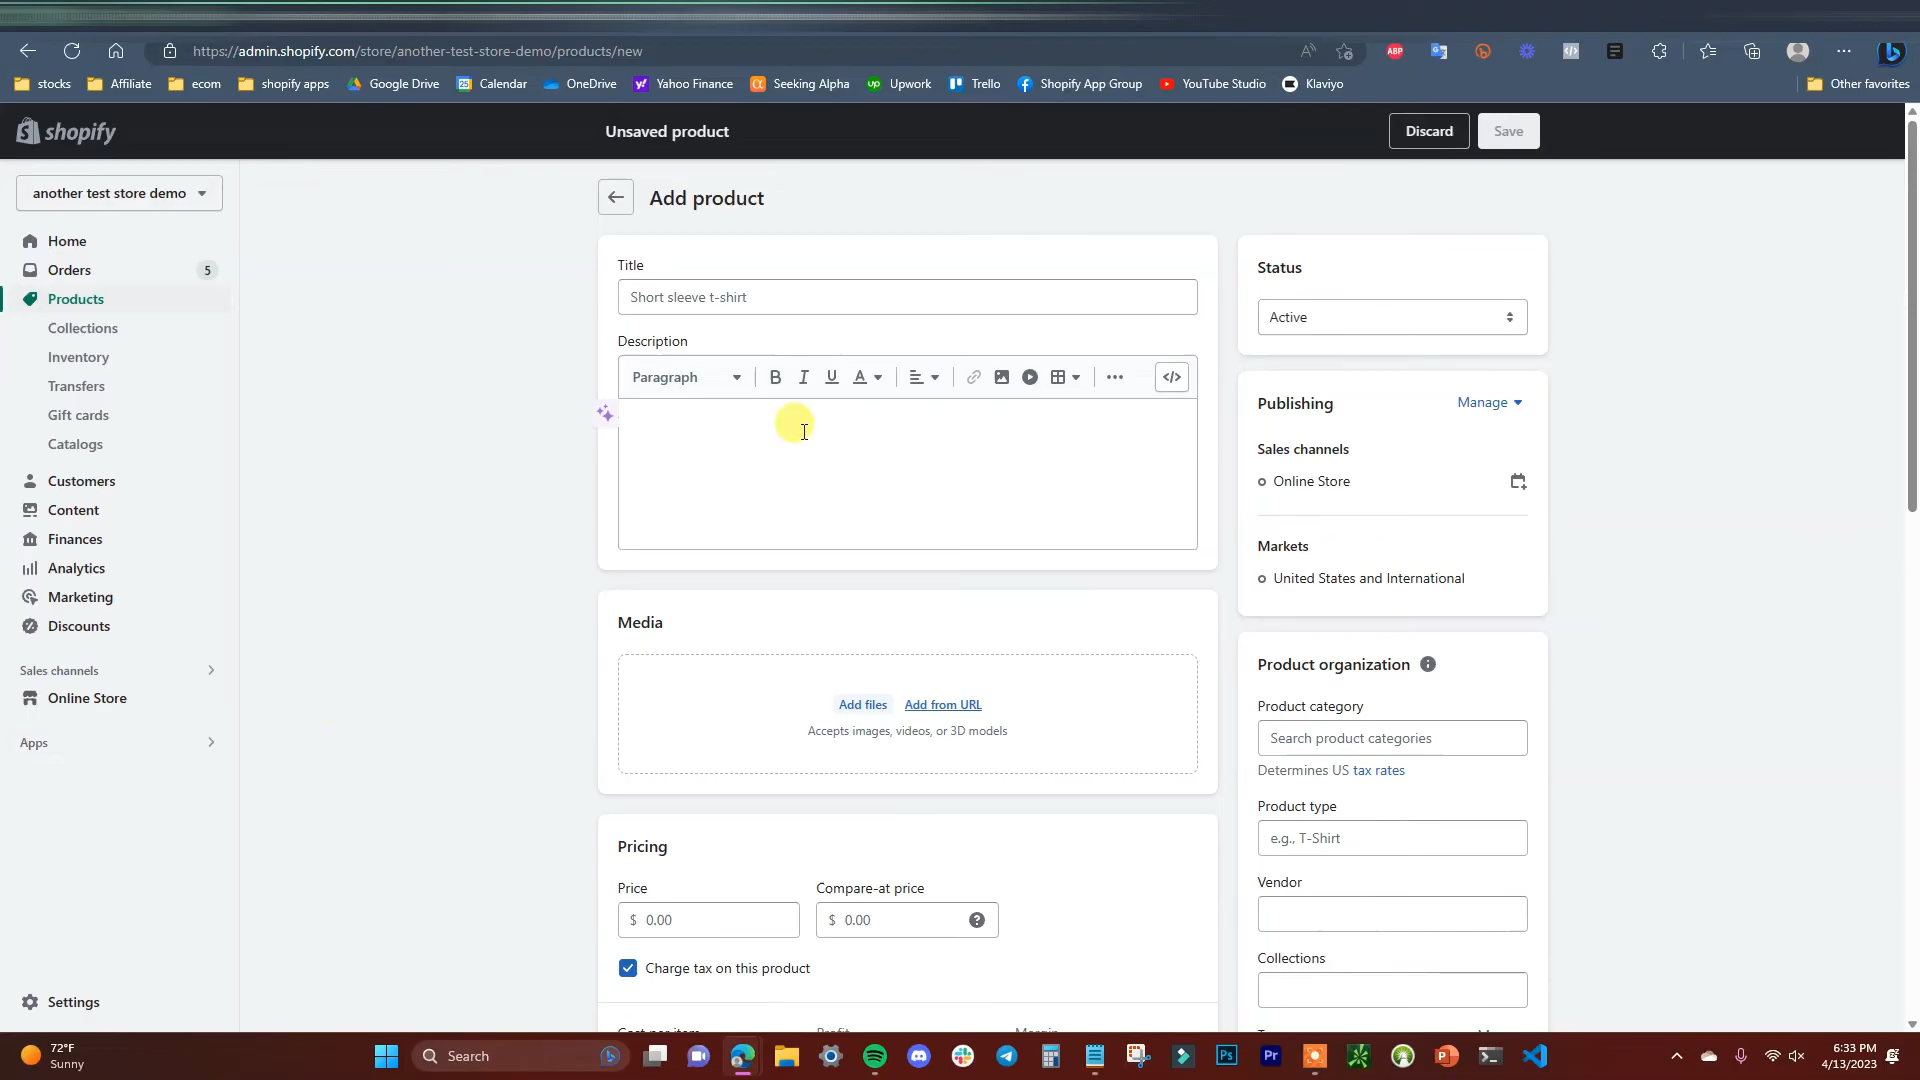 https://admin.shopify.com/store/another-test-store-demo/products/new
ABP
stocks
Affiliate
ecom
shopify apps
Google Drive
Calendar
OneDrive
Yahoo Finance
Seeking Alpha
Upwork
Trello
Shopify App Group
YouTube Studio
Klaviyo
Other favorites
shopify
Unsaved product
Discard
Save
another test store demo
Home
Orders
5
Products
Collections
Inventory
Transfers
Gift cards
Catalogs
Customers
Content
Finances
Analytics
Marketing
Discounts
Sales channels
Online Store
Apps
Settings
Add product
Title
Short sleeve t-shirt
Description
Paragraph
B I U A
</>
Media
Add files Add from URL
Accepts images, videos, or 3D models
Pricing
Price
Compare-at price
$ 0.00
$ 0.00
Charge tax on this product
Cost per item
Profit
Margin
Status
Active
Publishing
Manage
Sales channels
Online Store
Markets
United States and International
Product organization
Product category
Search product categories
Determines US tax rates
Product type
e.g., T-Shirt
Vendor
Collections
72°F
Sunny
Search
Ps
Pr
6:33 PM
4/13/2023